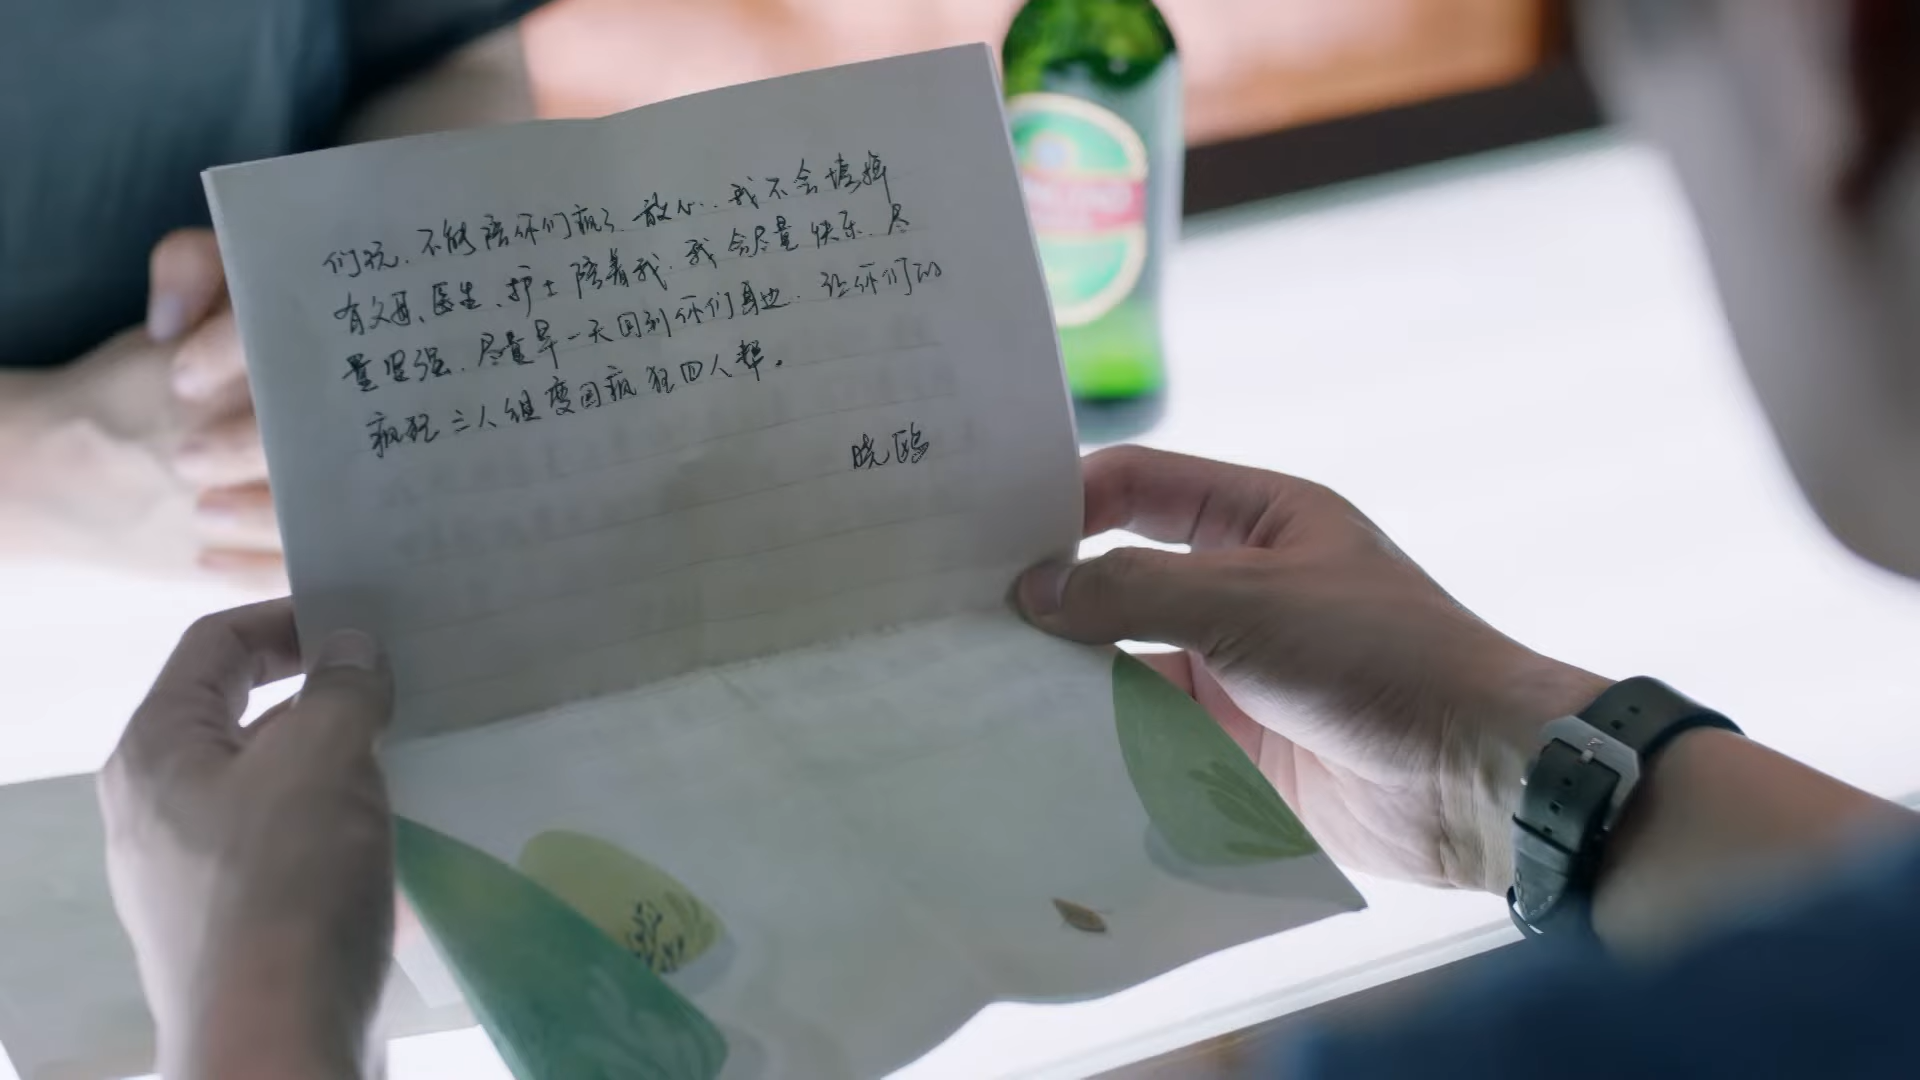 们玩、不能陪你们疯了。放心、我不会崩掉
有父母、医生、护士陪着我、我会尽量快乐、尽
量坚强、尽量早一天回到你们身边、让你们的
疯狂三人组变回疯狂四人帮。
晓鸥